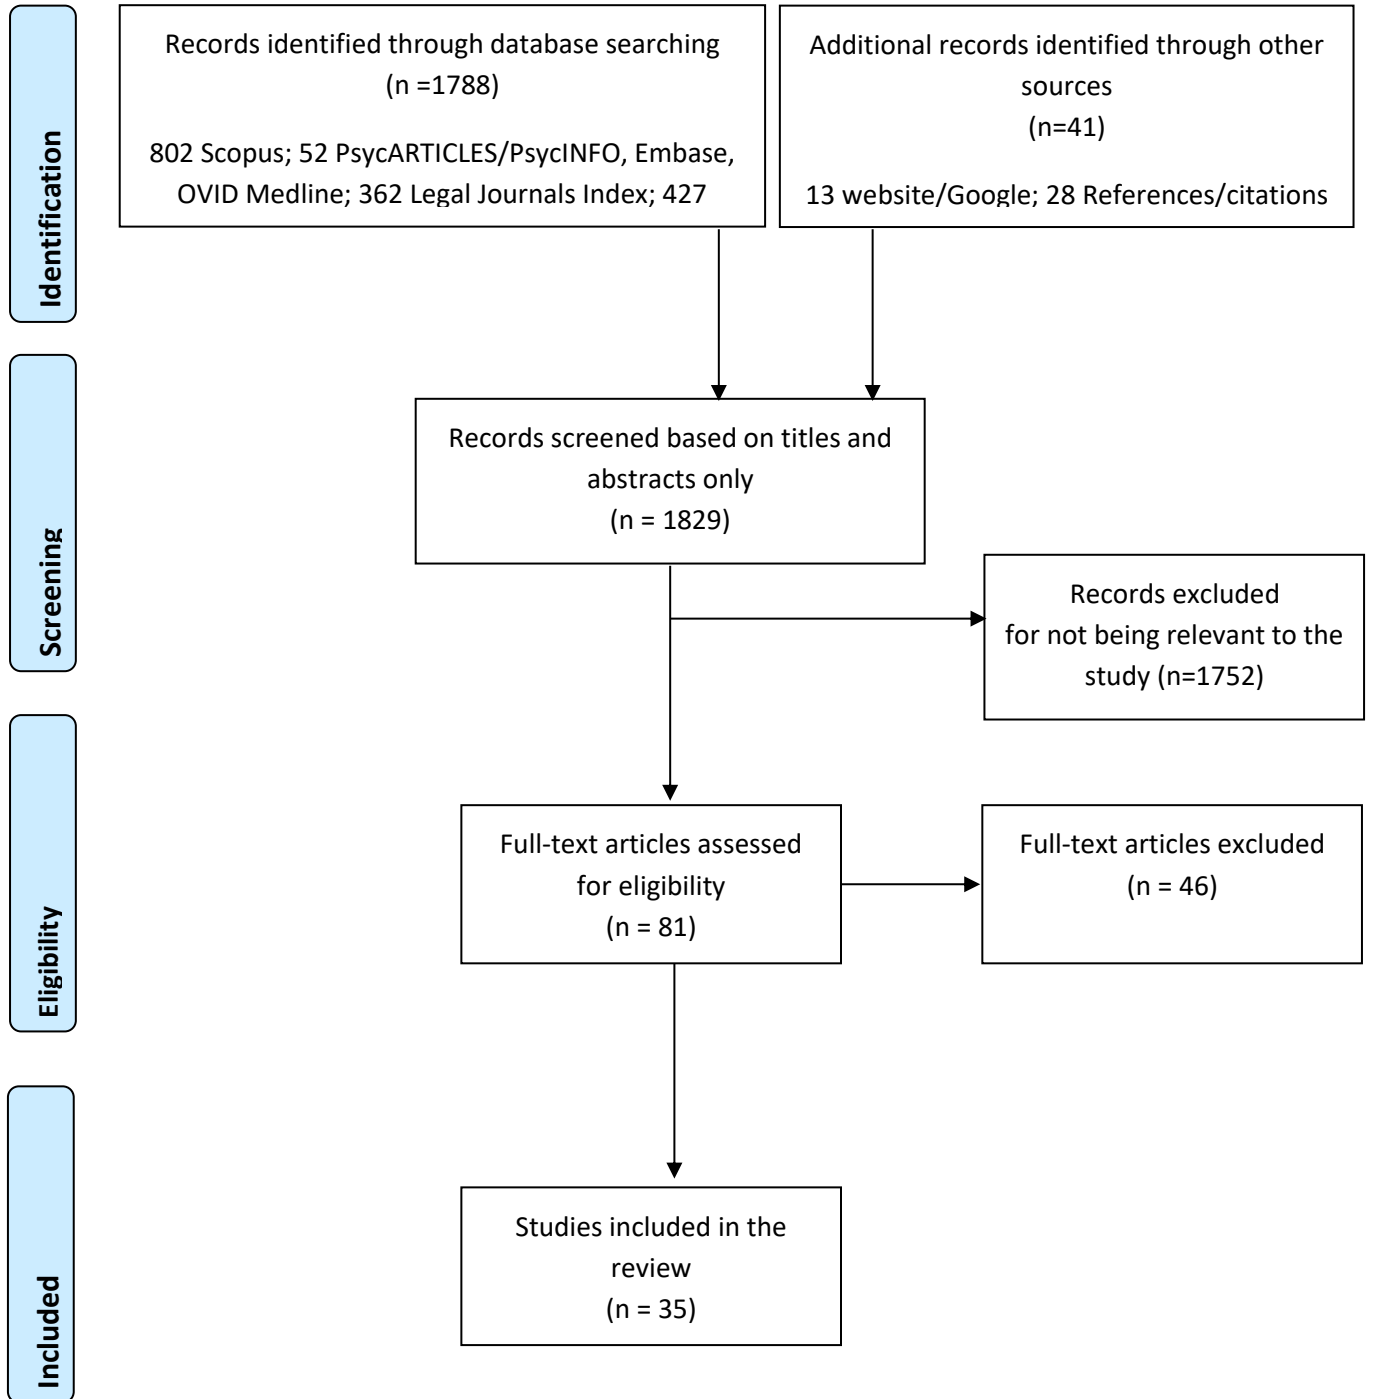 Identification
Records identified through database searching
(n =1788)
802 Scopus; 52 PsycARTICLES/PsycINFO, Embase,
OVID Medline; 362 Legal Journals Index; 427
Additional records identified through other
sources
(n=41)
13 website/Google; 28 References/citations
Screening
Records screened based on titles and
abstracts only
(n = 1829)
Records excluded
for not being relevant to the
study (n=1752)
Eligibility
Full-text articles assessed
for eligibility
(n = 81)
Full-text articles excluded
(n = 46)
Included
Studies included in the
review
(n = 35)